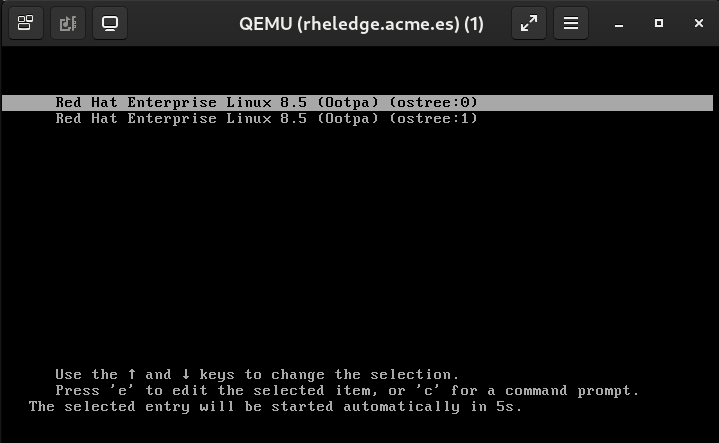 QEMU (rheledge.acme.es) (1)
Red Hat Enterprise Linux 8.5 (Ootpa) (ostree:0)
Red Hat Enterprise Linux 8.5 (Ootpa) (ostree:1)
Use the ↑ and ↓ keys to change the selection.
Press 'e' to edit the selected item, or 'c' for a command prompt.
The selected entry will be started automatically in 5s.